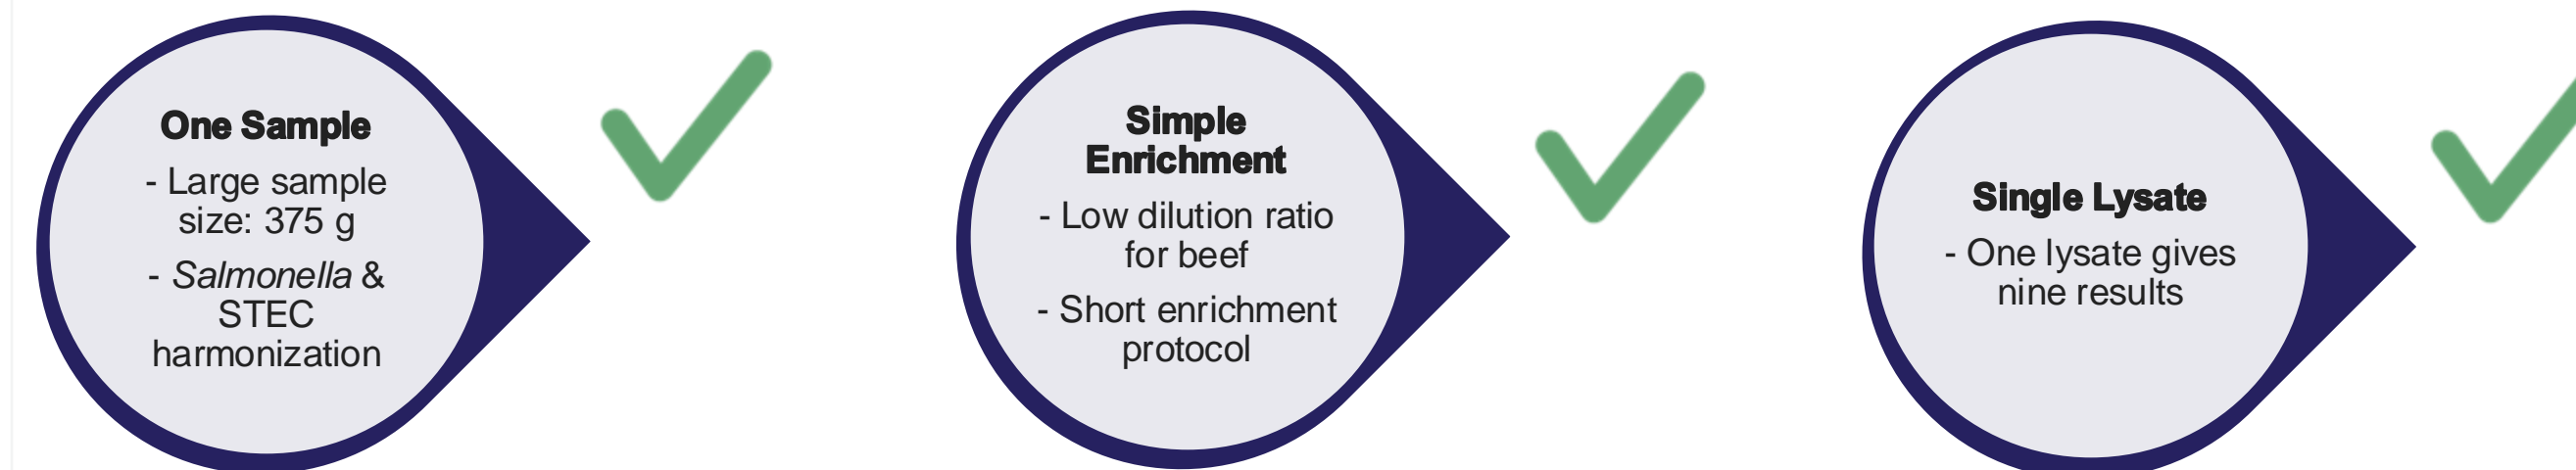 One Sample
- Large sample
size: 375 g
- Salmonella &
STEC
harmonization
Simple
Enrichment
- Low dilution ratio
for beef
- Short enrichment
protocol
Single Lysate
- One lysate gives
nine results